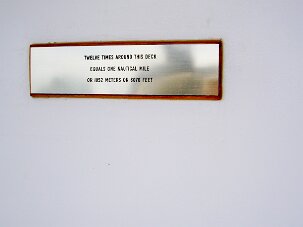 TWELVE TIMES AROUND THIS DECK
EQUALS ONE NAUTICAL MILE
OR 1852 METERS OR 6076 FEET